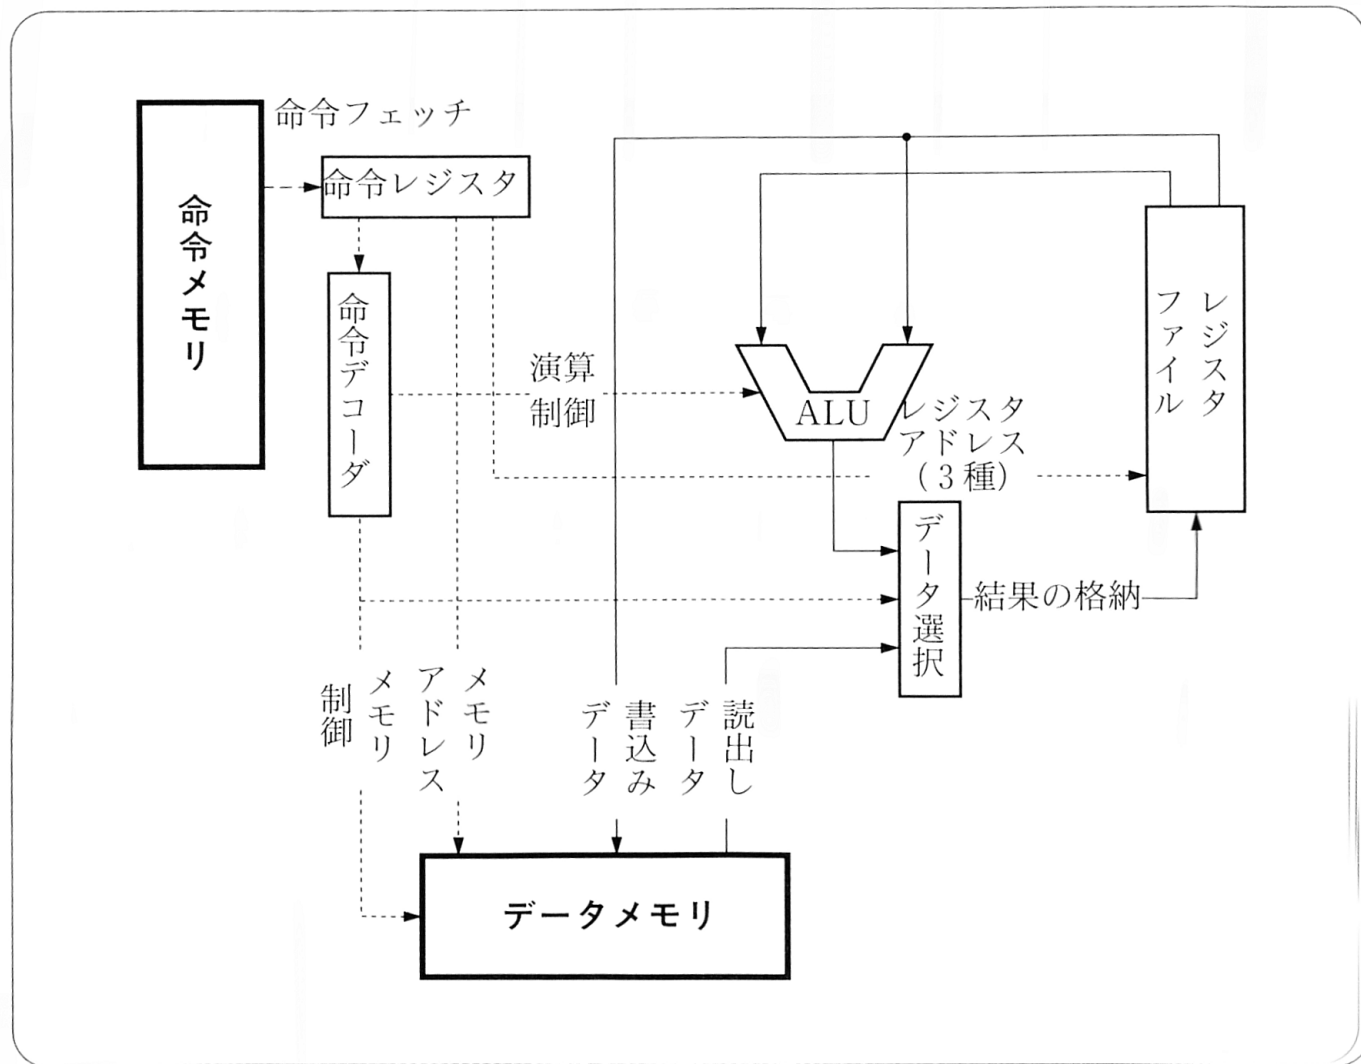 命令フェッチ
命令レジスタ
命令メモリ
命令デコーダ
演算
制御
ALU
レジスタ
アドレス
（3種）
レジスタ
ファイル
データ選択
結果の格納
メモリ
制御
メモリ
アドレス
書込み
データ
読出し
データ
データメモリ